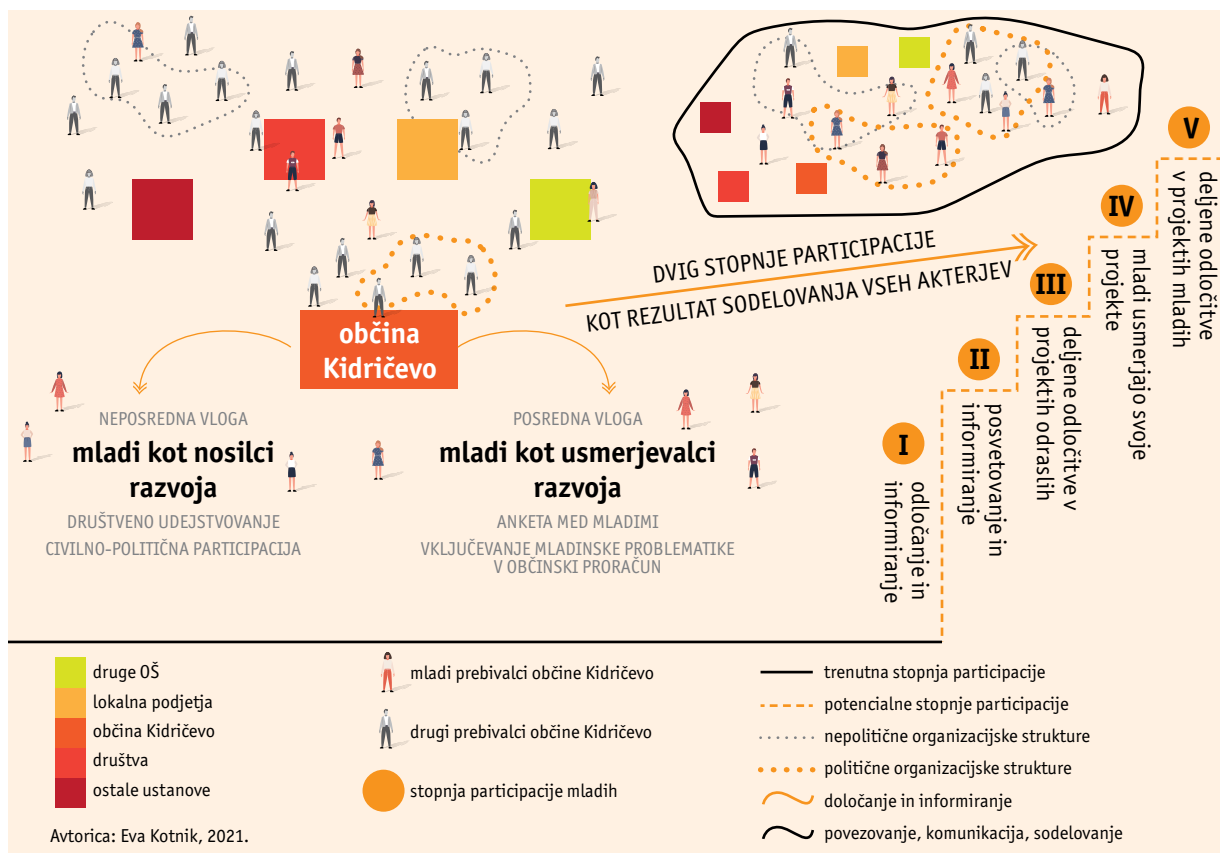 DVIG STOPNJE PARTICIPACIJE
KOT REZULTAT SODELOVANJA VSEH AKTERJEV
občina
Kidričevo
NEPOSREDNA VLOGA
mladi kot nosilci
razvoja
DRUŠTVENO UDEJSTVOVANJE
CIVILNO-POLITIČNA PARTICIPACIJA
POSREDNA VLOGA
mladi kot usmerjevalci
razvoja
ANKETA MED MLADIMI
VKLJUČEVANJE MLADINSKE PROBLEMATIKE
V OBČINSKI PRORAČUN
I
odločanje in
informiranje
II
posvetovanje in
informiranje
III
deljene odločitve v
projektih odraslih
IV
mladi usmerjajo svoje
projekte
V
deljene odločitve
v projektih mladih
druge OŠ
lokalna podjetja
občina Kidričevo
društva
ostale ustanove
mladi prebivalci občine Kidričevo
drugi prebivalci občine Kidričevo
stopnja participacije mladih
trenutna stopnja participacije
potencialne stopnje participacije
nepolitične organizacijske strukture
politične organizacijske strukture
določanje in informiranje
povezovanje, komunikacija, sodelovanje
Avtorica: Eva Kotnik, 2021.